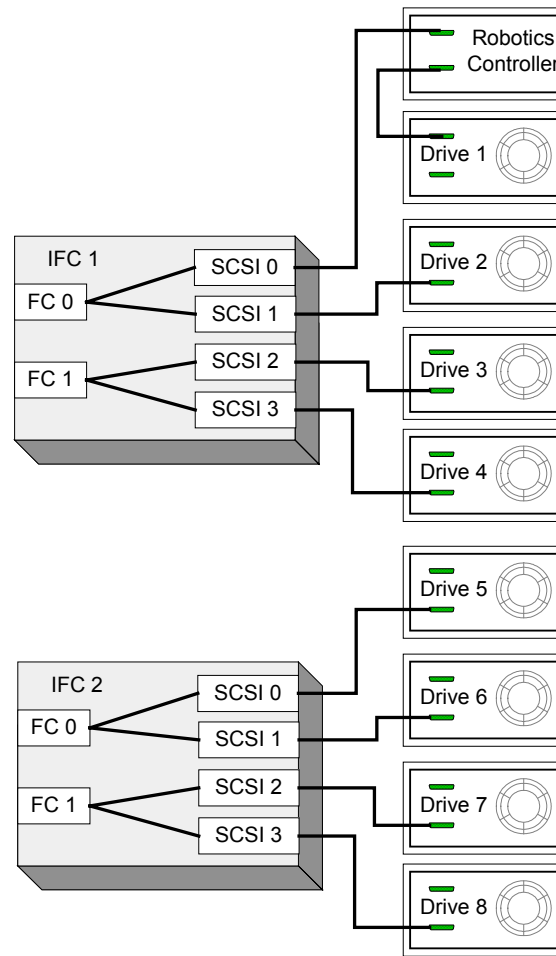 Robotics
Controller
Drive 1
Drive 2
Drive 3
Drive 4
IFC 1
FC 0
FC 1
SCSI 0
SCSI 1
SCSI 2
SCSI 3
Drive 5
Drive 6
Drive 7
Drive 8
IFC 2
FC 0
FC 1
SCSI 0
SCSI 1
SCSI 2
SCSI 3